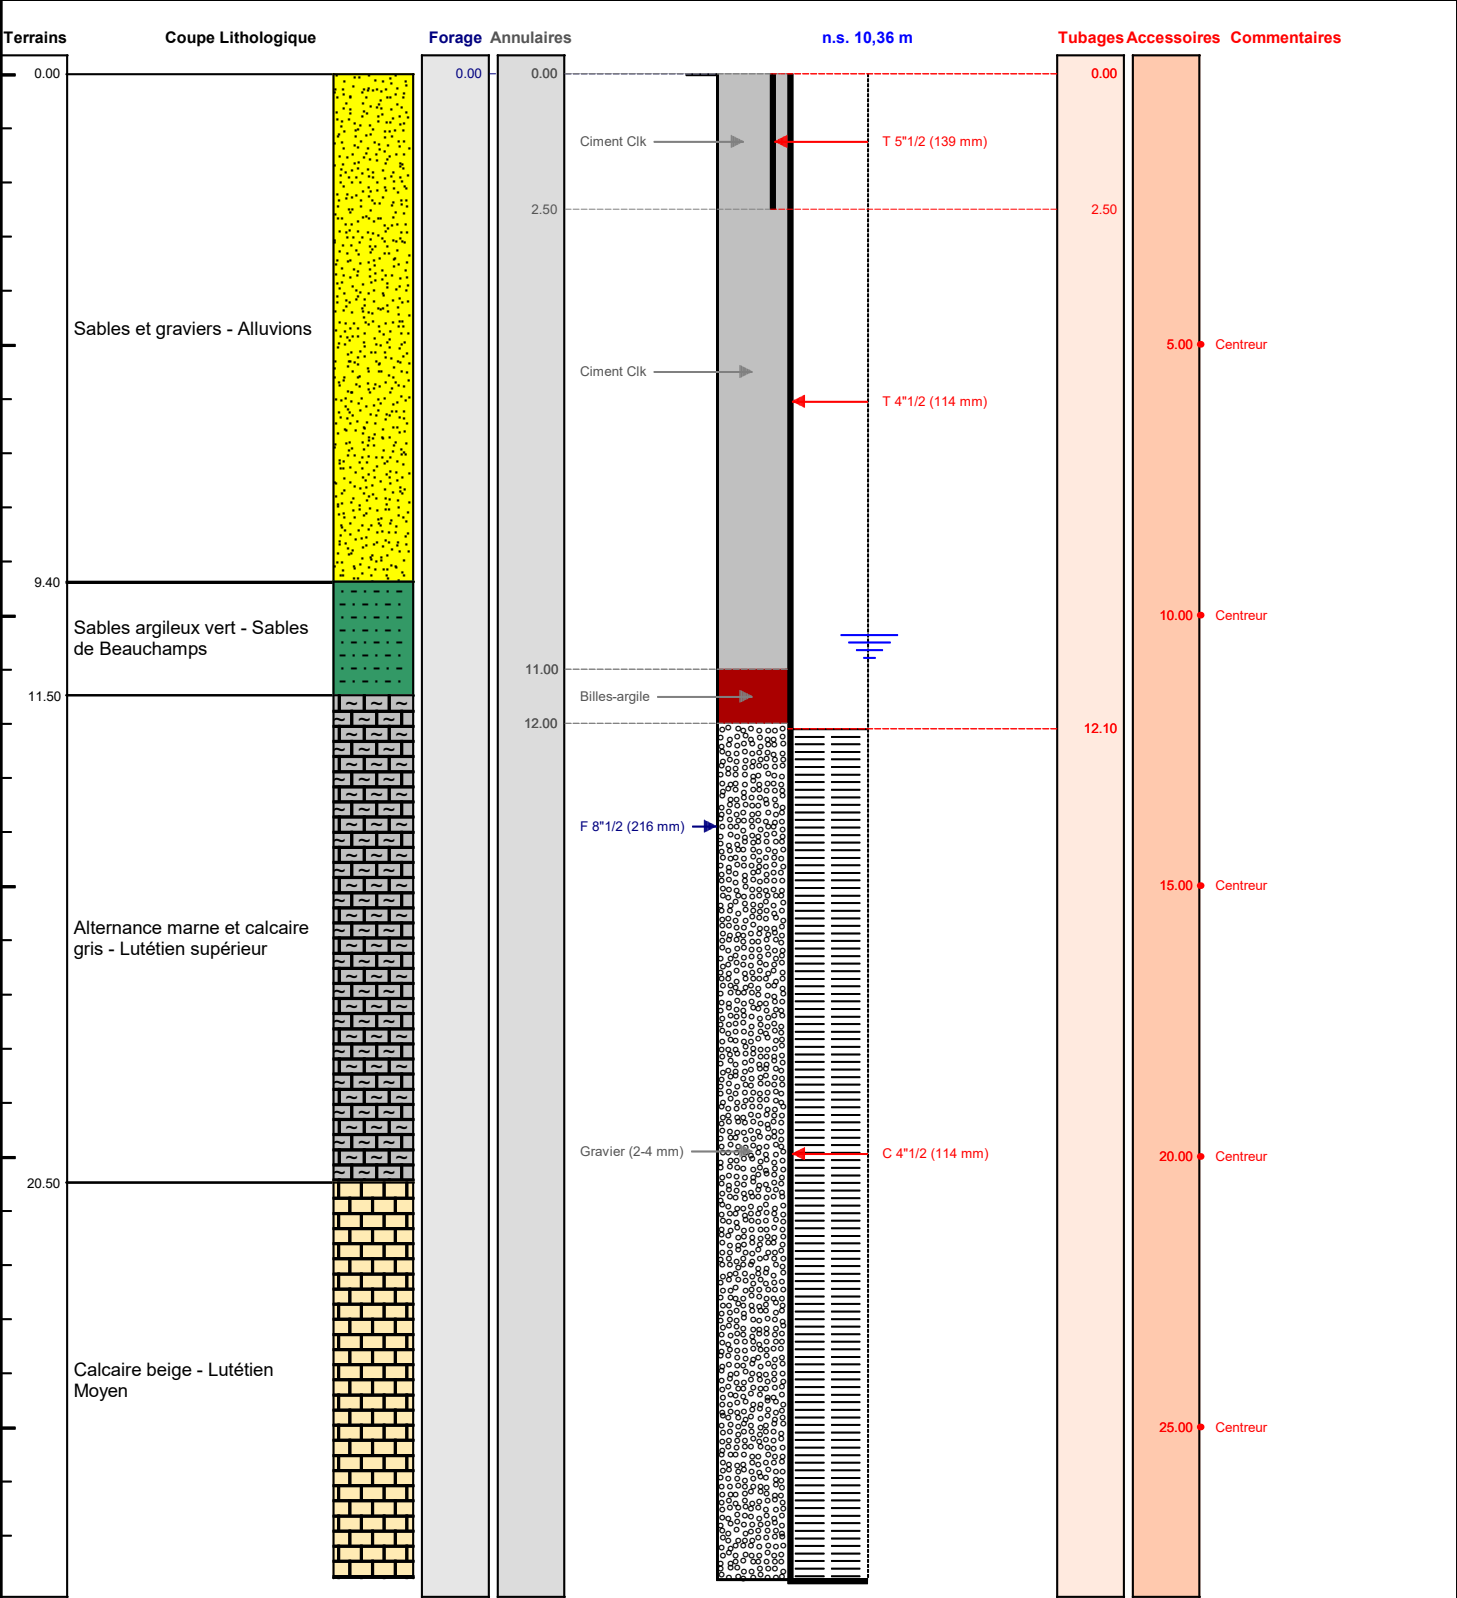 Terrains Coupe Lithologique Forage Annulaires n.s. 10,36 m Tubages Accessoires Commentaires
0.00 0.00 0.00 0.00
Ciment Clk T 5"1/2 (139 mm)
2.50 2.50
Sables et graviers - Alluvions
5.00 Centreur
Ciment Clk
T 4"1/2 (114 mm)
9.40
10.00 Centreur
Sables argileux vert - Sables
de Beauchamps
11.00
11.50
Billes-argile
12.00 12.10
F 8"1/2 (216 mm)
15.00 Centreur
Alternance marne et calcaire
gris - Lutétien supérieur
Gravier (2-4 mm) C 4"1/2 (114 mm) 20.00 Centreur
20.50
Calcaire beige - Lutétien
Moyen
25.00 Centreur